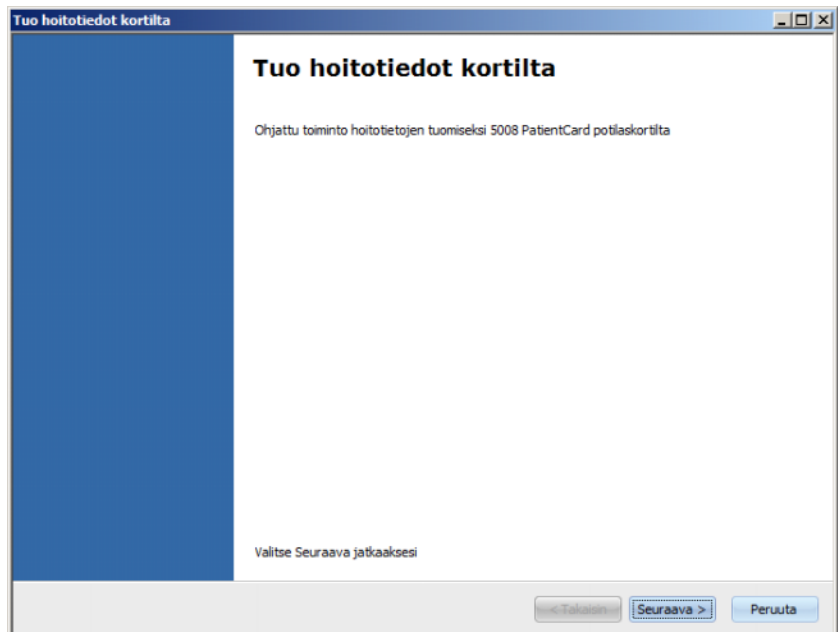 Tuo hoitotiedot kortilta
Tuo hoitotiedot kortilta
Ohjattu toiminto hoitotietojen tuomiseksi 5008 PatientCard potilaskortilta
Valitse Seuraava jatkaaksesi
< Takaisin Seuraava > Peruuta